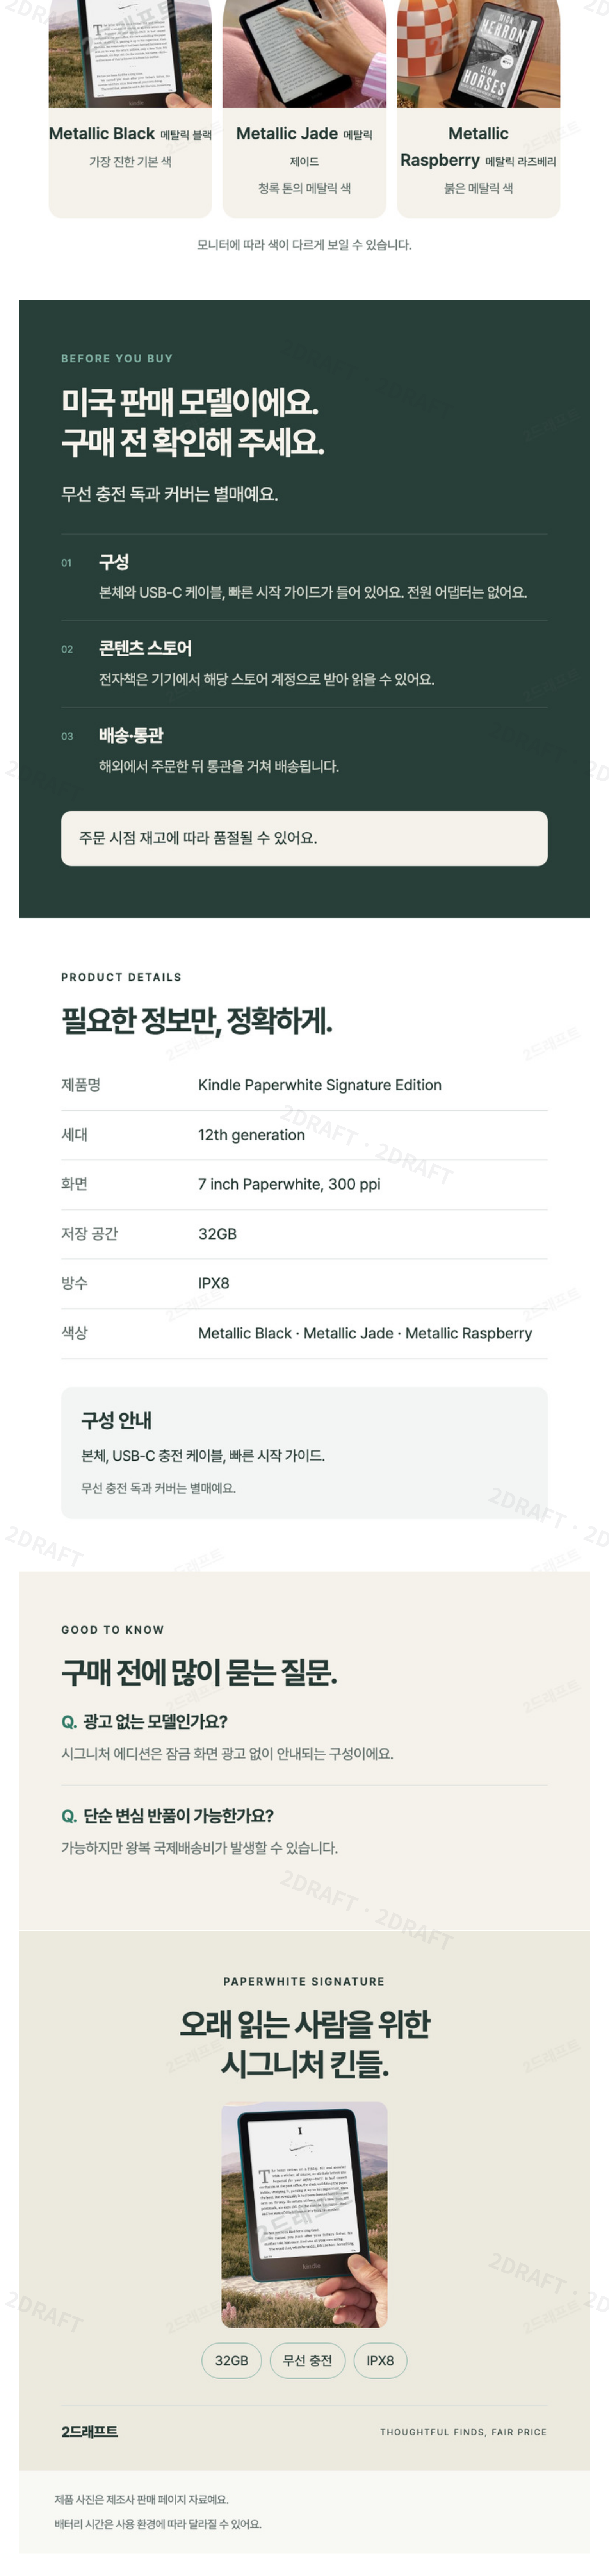 DICK
HERRON
SLOW
HORSES
kindle
Metallic Black 메탈릭 블랙
가장 진한 기본 색
Metallic Jade 메탈릭
제이드
청록 톤의 메탈릭 색
Metallic
Raspberry 메탈릭 라즈베리
붉은 메탈릭 색
모니터에 따라 색이 다르게 보일 수 있습니다.
BEFORE YOU BUY
미국 판매 모델이에요.
구매 전 확인해 주세요.
무선 충전 독과 커버는 별매예요.
01 구성
본체와 USB-C 케이블, 빠른 시작 가이드가 들어 있어요. 전원 어댑터는 없어요.
02 콘텐츠 스토어
전자책은 기기에서 해당 스토어 계정으로 받아 읽을 수 있어요.
03 배송·통관
해외에서 주문한 뒤 통관을 거쳐 배송됩니다.
주문 시점 재고에 따라 품절될 수 있어요.
PRODUCT DETAILS
필요한 정보만, 정확하게.
제품명 Kindle Paperwhite Signature Edition
세대 12th generation
화면 7 inch Paperwhite, 300 ppi
저장 공간 32GB
방수 IPX8
색상 Metallic Black · Metallic Jade · Metallic Raspberry
구성 안내
본체, USB-C 충전 케이블, 빠른 시작 가이드.
무선 충전 독과 커버는 별매예요.
GOOD TO KNOW
구매 전에 많이 묻는 질문.
Q. 광고 없는 모델인가요?
시그니처 에디션은 잠금 화면 광고 없이 안내되는 구성이에요.
Q. 단순 변심 반품이 가능한가요?
가능하지만 왕복 국제배송비가 발생할 수 있습니다.
PAPERWHITE SIGNATURE
오래 읽는 사람을 위한
시그니처 킨들.
I
kindle
32GB 무선 충전 IPX8
2드래프트 THOUGHTFUL FINDS, FAIR PRICE
제품 사진은 제조사 판매 페이지 자료예요.
배터리 시간은 사용 환경에 따라 달라질 수 있어요.
2DRAFT · 2DRAFT
2드래프트